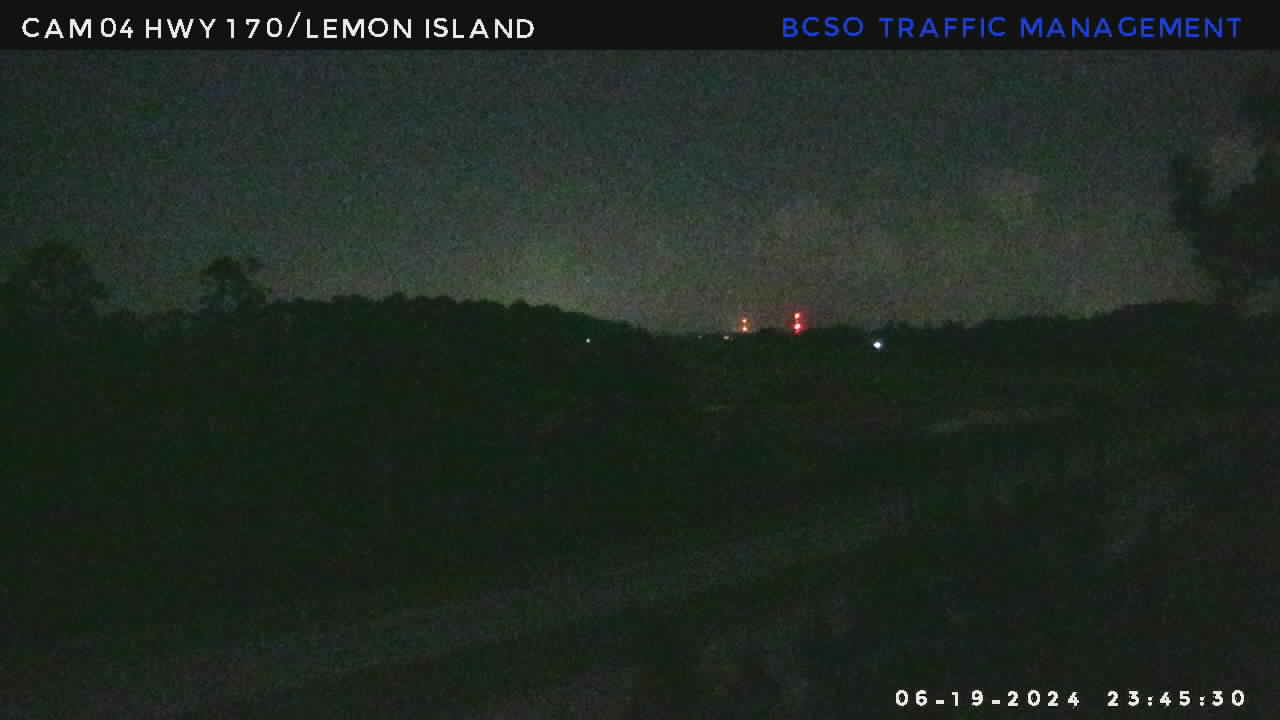 CAM04 HWY 170/LEMON ISLAND
BCSO TRAFFIC MANAGEMENT
06-19-2024 23:45:30